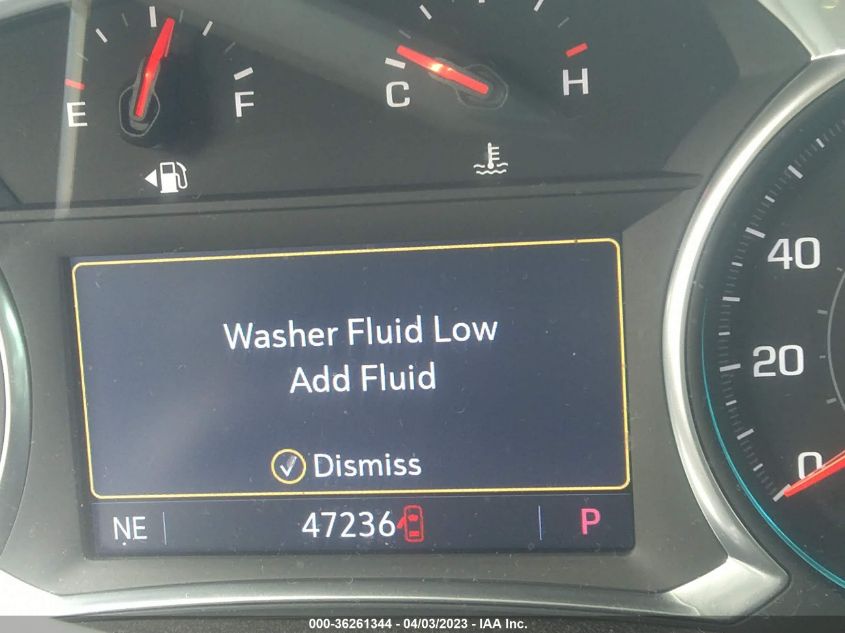 E F
C H
Washer Fluid Low
Add Fluid
Dismiss
NE 47236 P
40
20
0
000-36261344 - 04/03/2023 - IAA Inc.